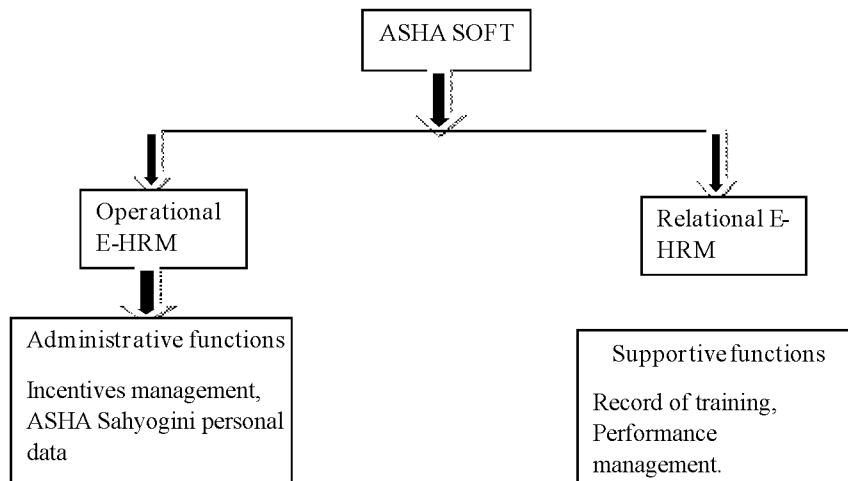 ASHA SOFT
Operational
E-HRM
Relational E-
HRM
Administrative functions
Incentives management,
ASHA Sahyogini personal
data
Supportive functions
Record of training,
Performance
management.